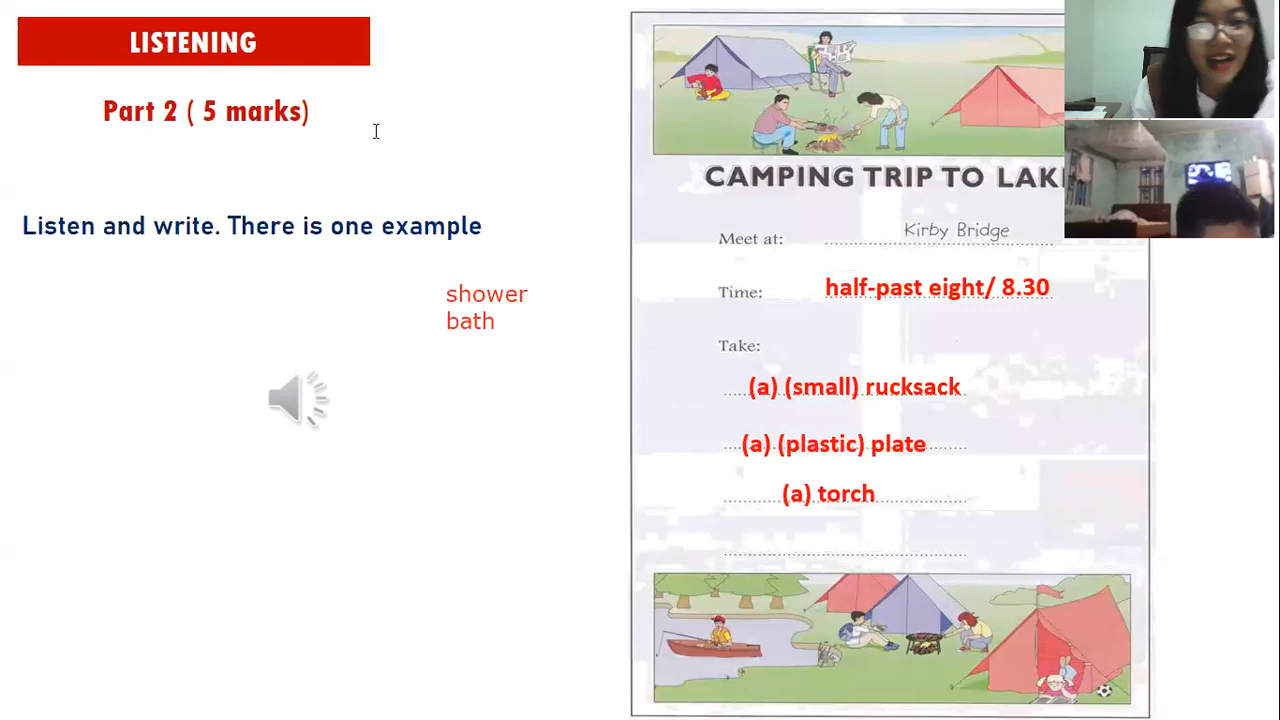 LISTENING
Part 2 ( 5 marks)
Listen and write. There is one example
shower
bath
CAMPING TRIP TO
Meet at: Kirby Bridge
Time: half-past eight/ 8.30
Take:
(a) (small) rucksack
(a) (plastic) plate
(a) torch